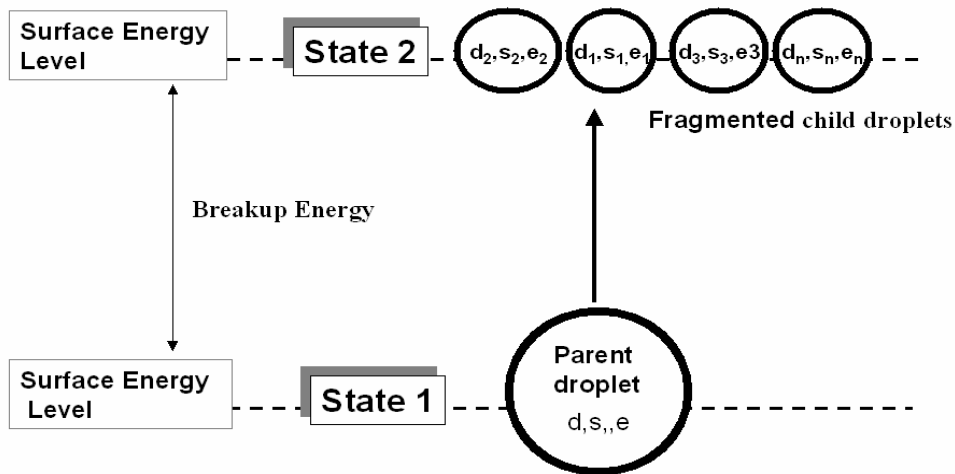 Surface Energy
Level
State 2
d₂,s₂,e₂
d₁,s₁,e₁
d₃,s₃,e3
dₙ,sₙ,eₙ
Fragmented child droplets
Breakup Energy
Surface Energy
Level
State 1
Parent
droplet
d,s,,e